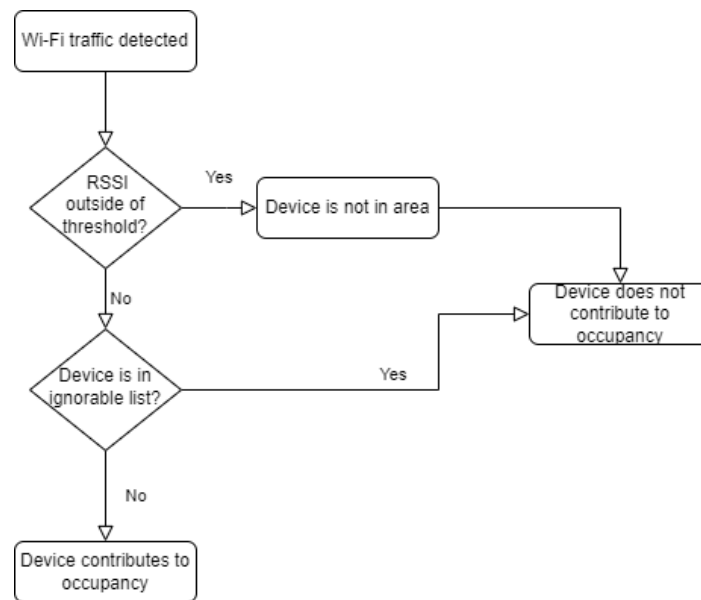 Wi-Fi traffic detected
RSSI
outside of
threshold?
Yes
Device is not in area
Device does not
contribute to
occupancy
No
Device is in
ignorable list?
Yes
No
Device contributes to
occupancy